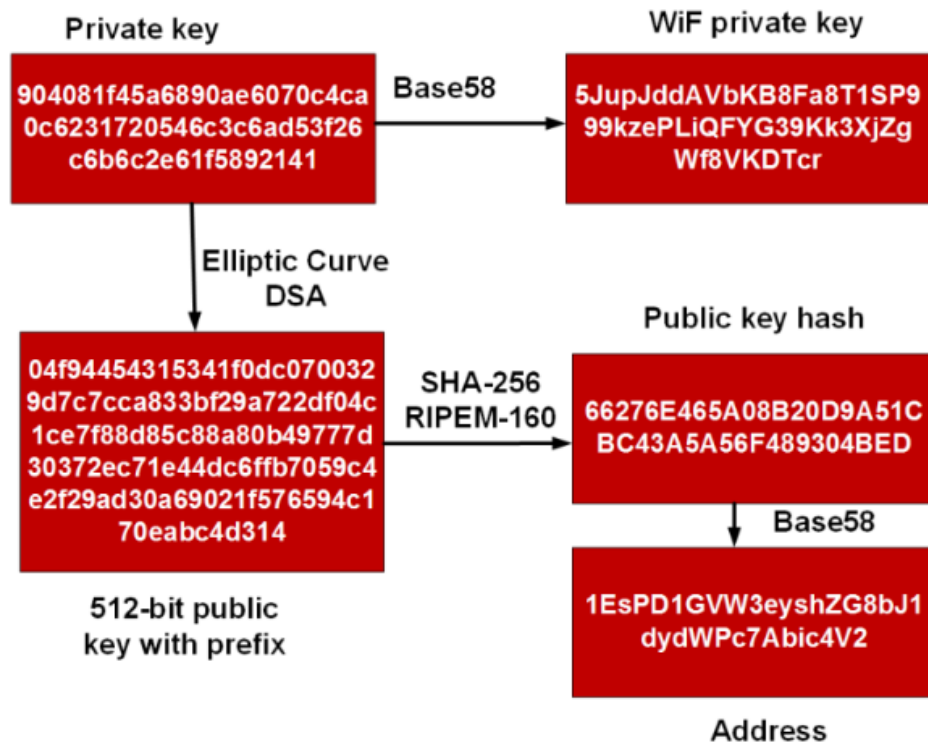 Private key
904081f45a6890ae6070c4ca
0c6231720546c3c6ad53f26
c6b6c2e61f5892141
Base58
WiF private key
5JupJddAVbKB8Fa8T1SP9
99kzePLiQFYG39Kk3XjZg
Wf8VKDTcr
Elliptic Curve
DSA
04f94454315341f0dc070032
9d7c7cca833bf29a722df04c
1ce7f88d85c88a80b49777d
30372ec71e44dc6ffb7059c4
e2f29ad30a69021f576594c1
70eabc4d314
512-bit public
key with prefix
SHA-256
RIPEM-160
Public key hash
66276E465A08B20D9A51C
BC43A5A56F489304BED
Base58
1EsPD1GVW3eyshZG8bJ1
dydWPc7Abic4V2
Address